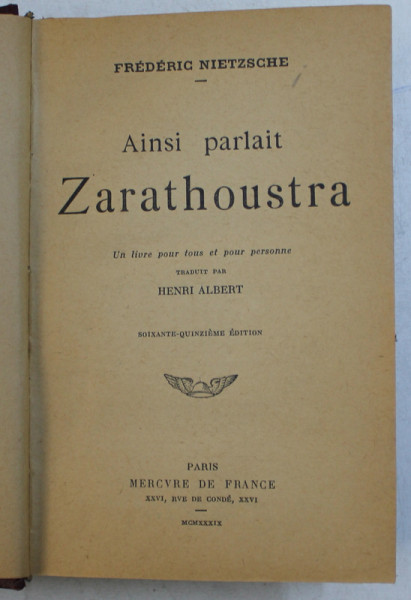 FRÉDÉRIC NIETZSCHE
Ainsi parlait
Zarathoustra
Un livre pour tous et pour personne
TRADUIT PAR
HENRI ALBERT
SOIXANTE-QUINZIÈME ÉDITION
PARIS
MERCVRE DE FRANCE
XXVI, RVE DE CONDÉ, XXVI
MCMXXXIX